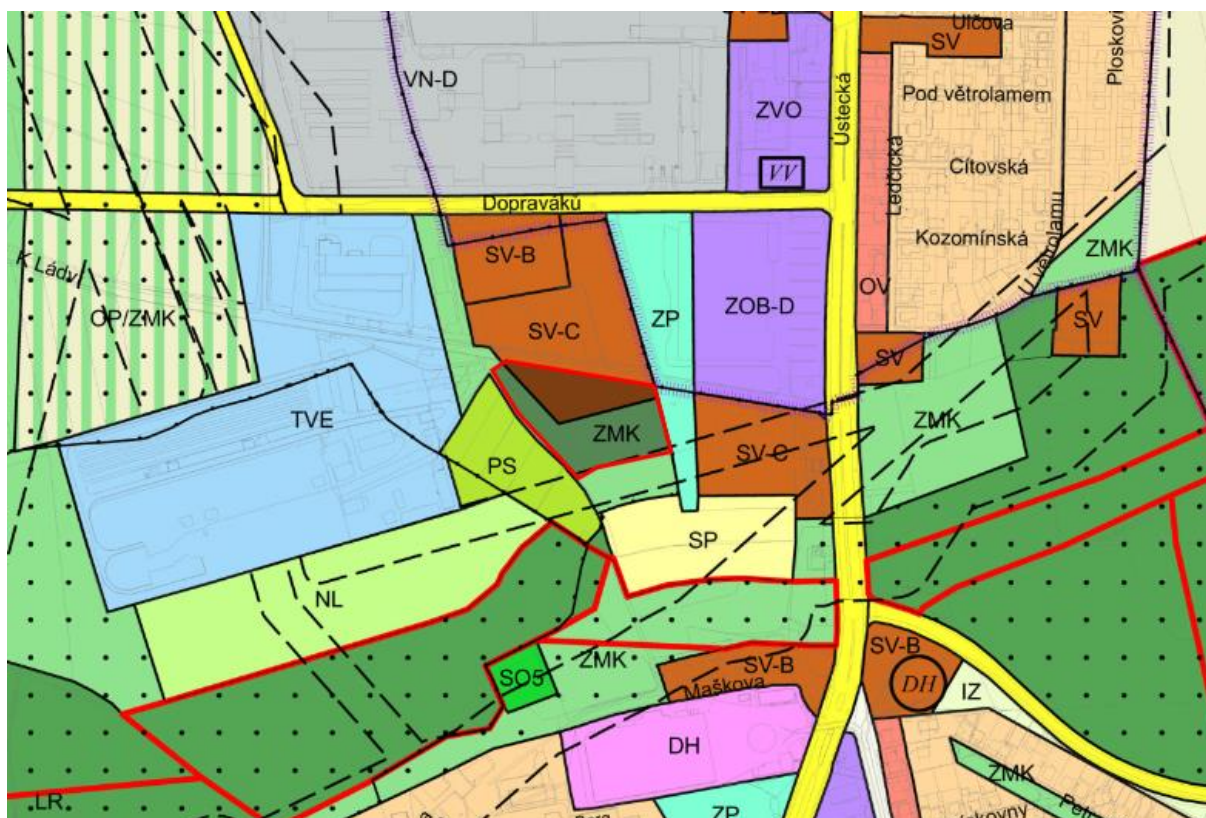 Ulčova
SV
Ploskovi
VN-D
Ústecká
Pod větrolamem
ZVO
Ledčická
Cítovská
VV
Dopraváků
U větrolamu
Kozomínská
ZMK
SV-B
K Lády
OV
OP/ZMK
ZP
ZOB-D
SV
SV-C
SV
TVE
ZMK
ZMK
PS
SV-C
SP
NL
ZMK
SV-B
SV-B
SO5
Maškova
DH
IZ
DH
ZMK
LR
ZP